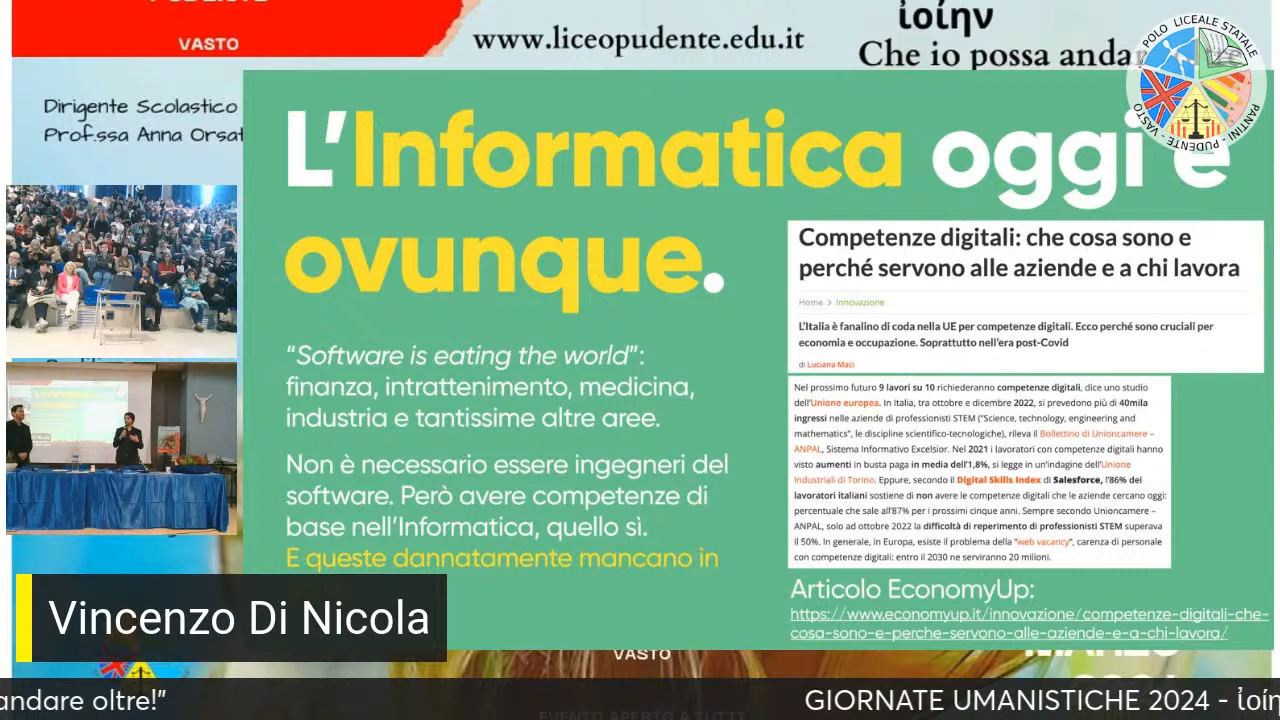 VASTO
www.liceopudente.edu.it
ἰοίην
Che io possa anda
POLO LICEALE STATALE
PANTINI - PUDENTE - VASTO
Dirigente Scolastico
Prof.ssa Anna Orsat
L’Informatica oggi è
ovunque.
“Software is eating the world”:
finanza, intrattenimento, medicina,
industria e tantissime altre aree.
Non è necessario essere ingegneri del
software. Però avere competenze di
base nell’Informatica, quello sì.
E queste dannatamente mancano in
Competenze digitali: che cosa sono e
perché servono alle aziende e a chi lavora
Home > Innovazione
L’Italia è fanalino di coda nella UE per competenze digitali. Ecco perché sono cruciali per
economia e occupazione. Soprattutto nell’era post-Covid
di Luciana Maci
Nel prossimo futuro 9 lavori su 10 richiederanno competenze digitali, dice uno studio
dell’Unione europea. In Italia, tra ottobre e dicembre 2022, si prevedono più di 40mila
ingressi nelle aziende di professionisti STEM (“Science, technology, engineering and
mathematics”, le discipline scientifico-tecnologiche), rileva il Bollettino di Unioncamere –
ANPAL, Sistema Informativo Excelsior. Nel 2021 i lavoratori con competenze digitali hanno
visto aumenti in busta paga in media dell’1,8%, si legge in un’indagine dell’Unione
Industriali di Torino. Eppure, secondo il Digital Skills Index di Salesforce, l’86% dei
lavoratori italiani sostiene di non avere le competenze digitali che le aziende cercano oggi:
percentuale che sale all’87% per i prossimi cinque anni. Sempre secondo Unioncamere –
ANPAL, solo ad ottobre 2022 la difficoltà di reperimento di professionisti STEM superava
il 50%. In generale, in Europa, esiste il problema della “web vacancy”, carenza di personale
con competenze digitali: entro il 2030 ne serviranno 20 milioni.
Articolo EconomyUp:
https://www.economyup.it/innovazione/competenze-digitali-che-
cosa-sono-e-perche-servono-alle-aziende-e-a-chi-lavora/
Vincenzo Di Nicola
VASTO
andare oltre!”
GIORNATE UMANISTICHE 2024 - ἰοίη
EVENTO APERTO A TUTTI